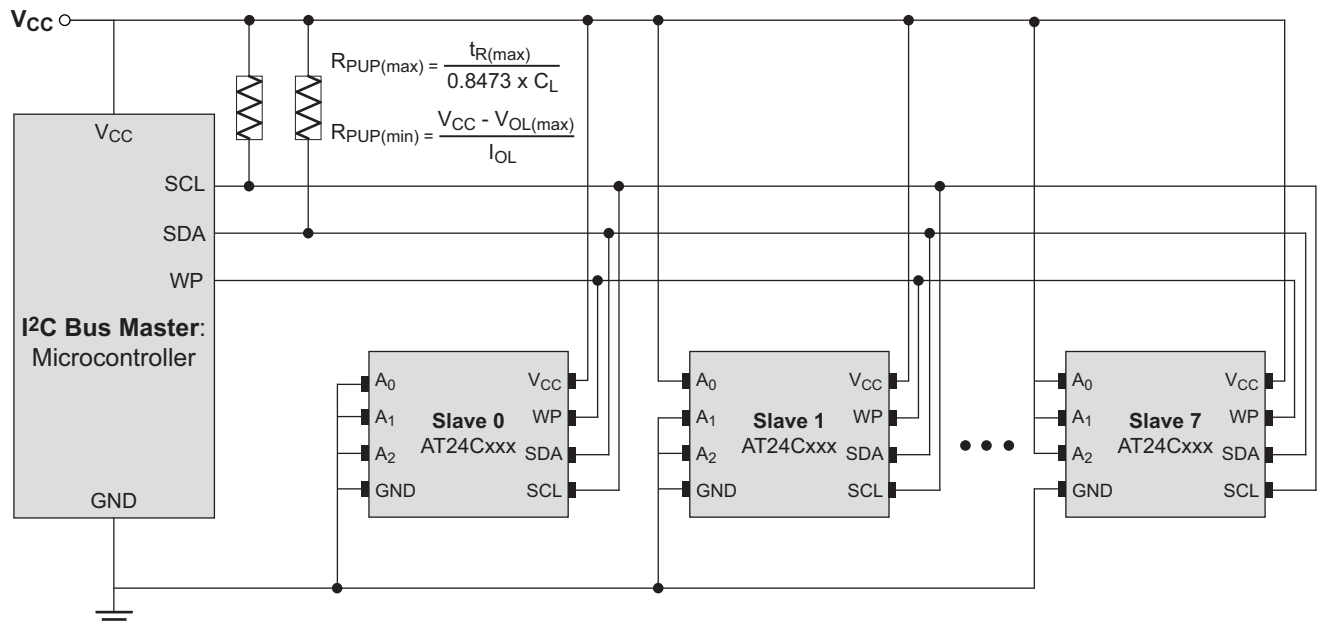 VCC
RPUP(max) = tR(max) / 0.8473 x CL
RPUP(min) = VCC - VOL(max) / IOL
VCC
SCL
SDA
WP
I²C Bus Master:
Microcontroller
GND
A0
A1
A2
GND
Slave 0
AT24Cxxx
VCC
WP
SDA
SCL
A0
A1
A2
GND
Slave 1
AT24Cxxx
VCC
WP
SDA
SCL
A0
A1
A2
GND
Slave 7
AT24Cxxx
VCC
WP
SDA
SCL